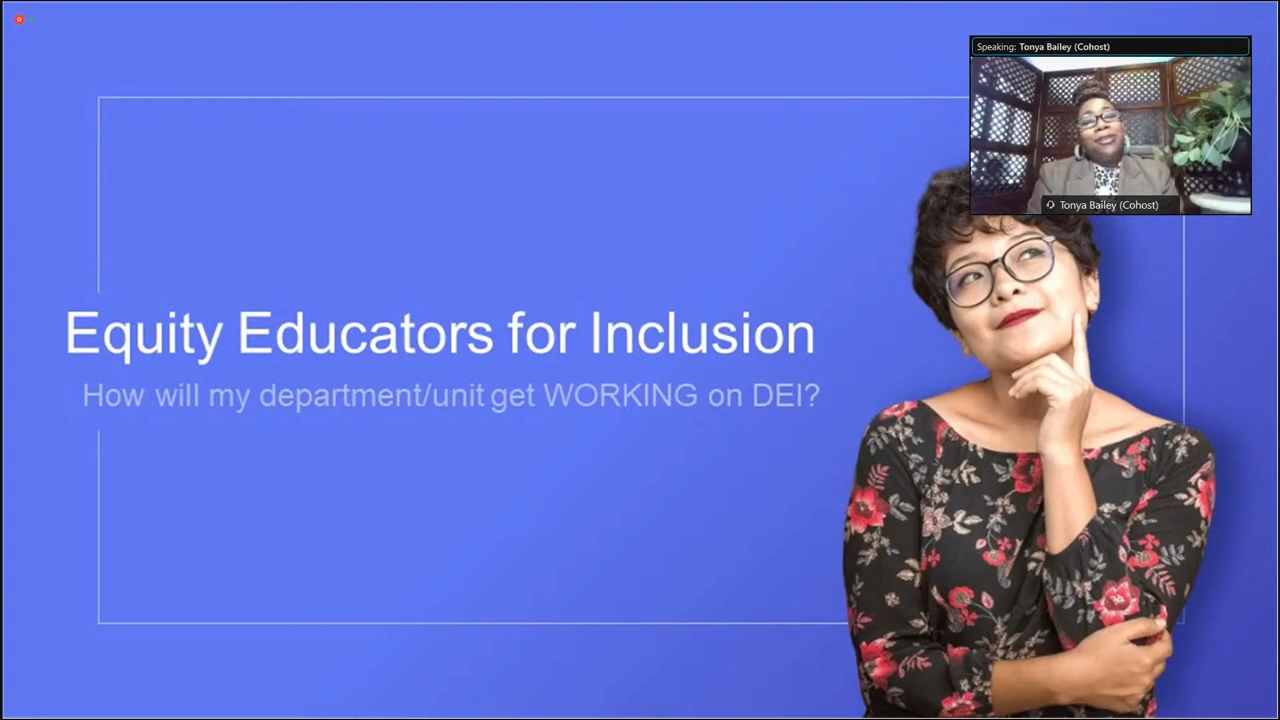 Speaking: Tonya Bailey (Cohost)
Tonya Bailey (Cohost)
Equity Educators for Inclusion
How will my department/unit get WORKING on DEI?